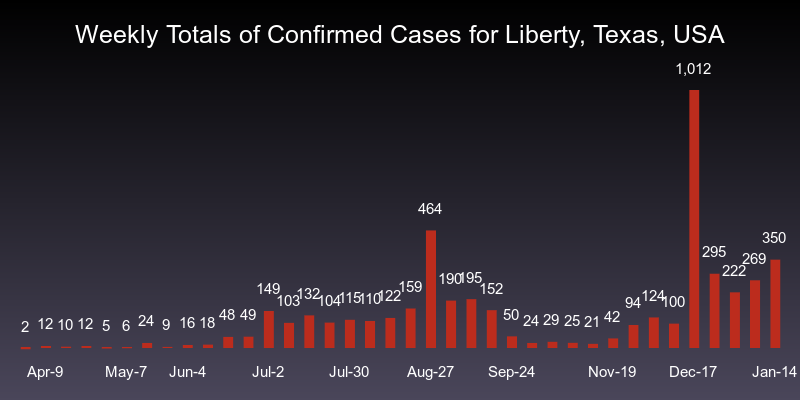 Weekly Totals of Confirmed Cases for Liberty, Texas, USA
2 12 10 12 5 6 24 9 16 18 48 49 149 103 132 104 115 110 122 159 464 190 195 152 50 24 29 25 21 42 94 124 100 1,012 295 222 269 350
Apr-9 May-7 Jun-4 Jul-2 Jul-30 Aug-27 Sep-24 Nov-19 Dec-17 Jan-14